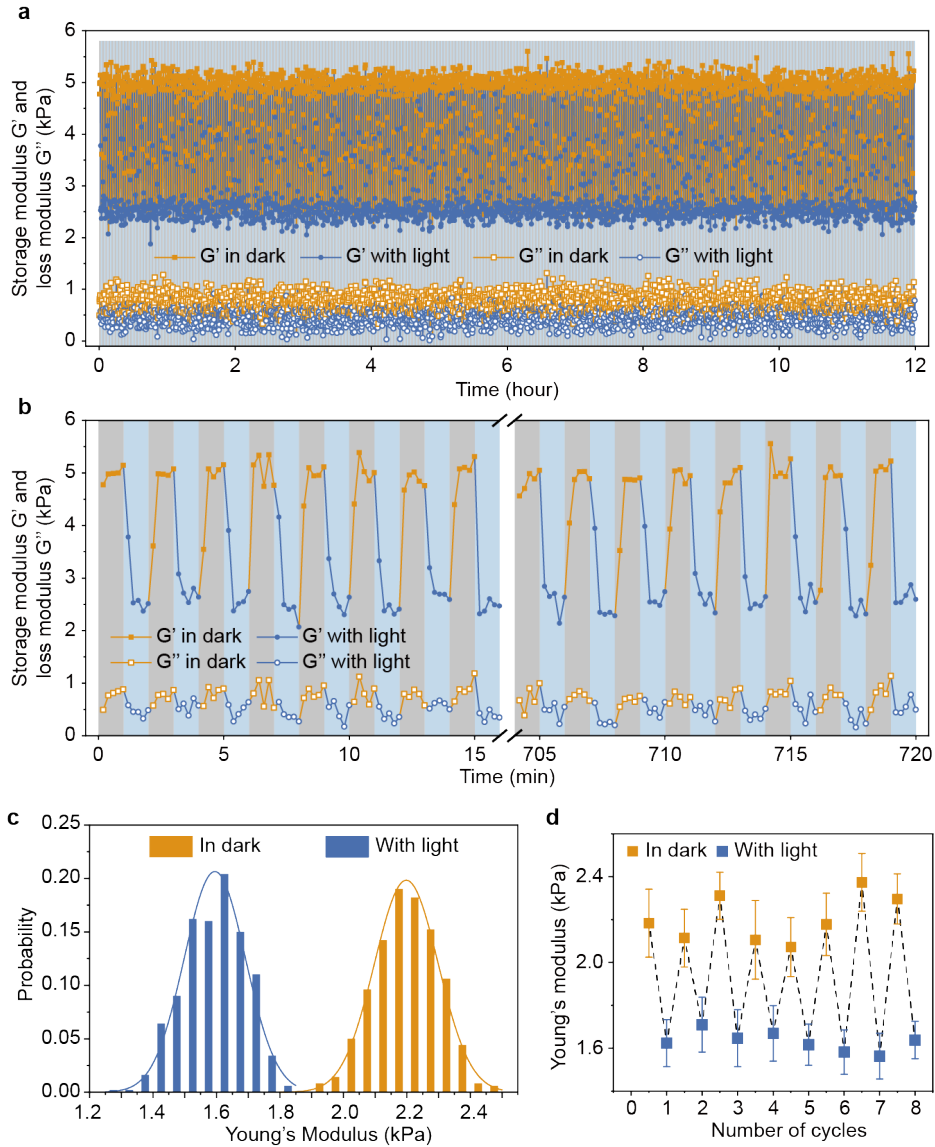 a
Storage modulus G' and
loss modulus G'' (kPa)
6
5
4
3
2
1
0
G' in dark
G' with light
G'' in dark
G'' with light
0 2 4 6 8 10 12
Time (hour)
b
Storage modulus G' and
loss modulus G'' (kPa)
6
5
4
3
2
1
0
G' in dark
G' with light
G'' in dark
G'' with light
0 5 10 15 705 710 715 720
Time (min)
c
Probability
0.25
0.20
0.15
0.10
0.05
0.00
In dark
With light
1.2 1.4 1.6 1.8 2.0 2.2 2.4
Young's Modulus (kPa)
d
Young's modulus (kPa)
2.4
2.0
1.6
In dark
With light
0 1 2 3 4 5 6 7 8
Number of cycles